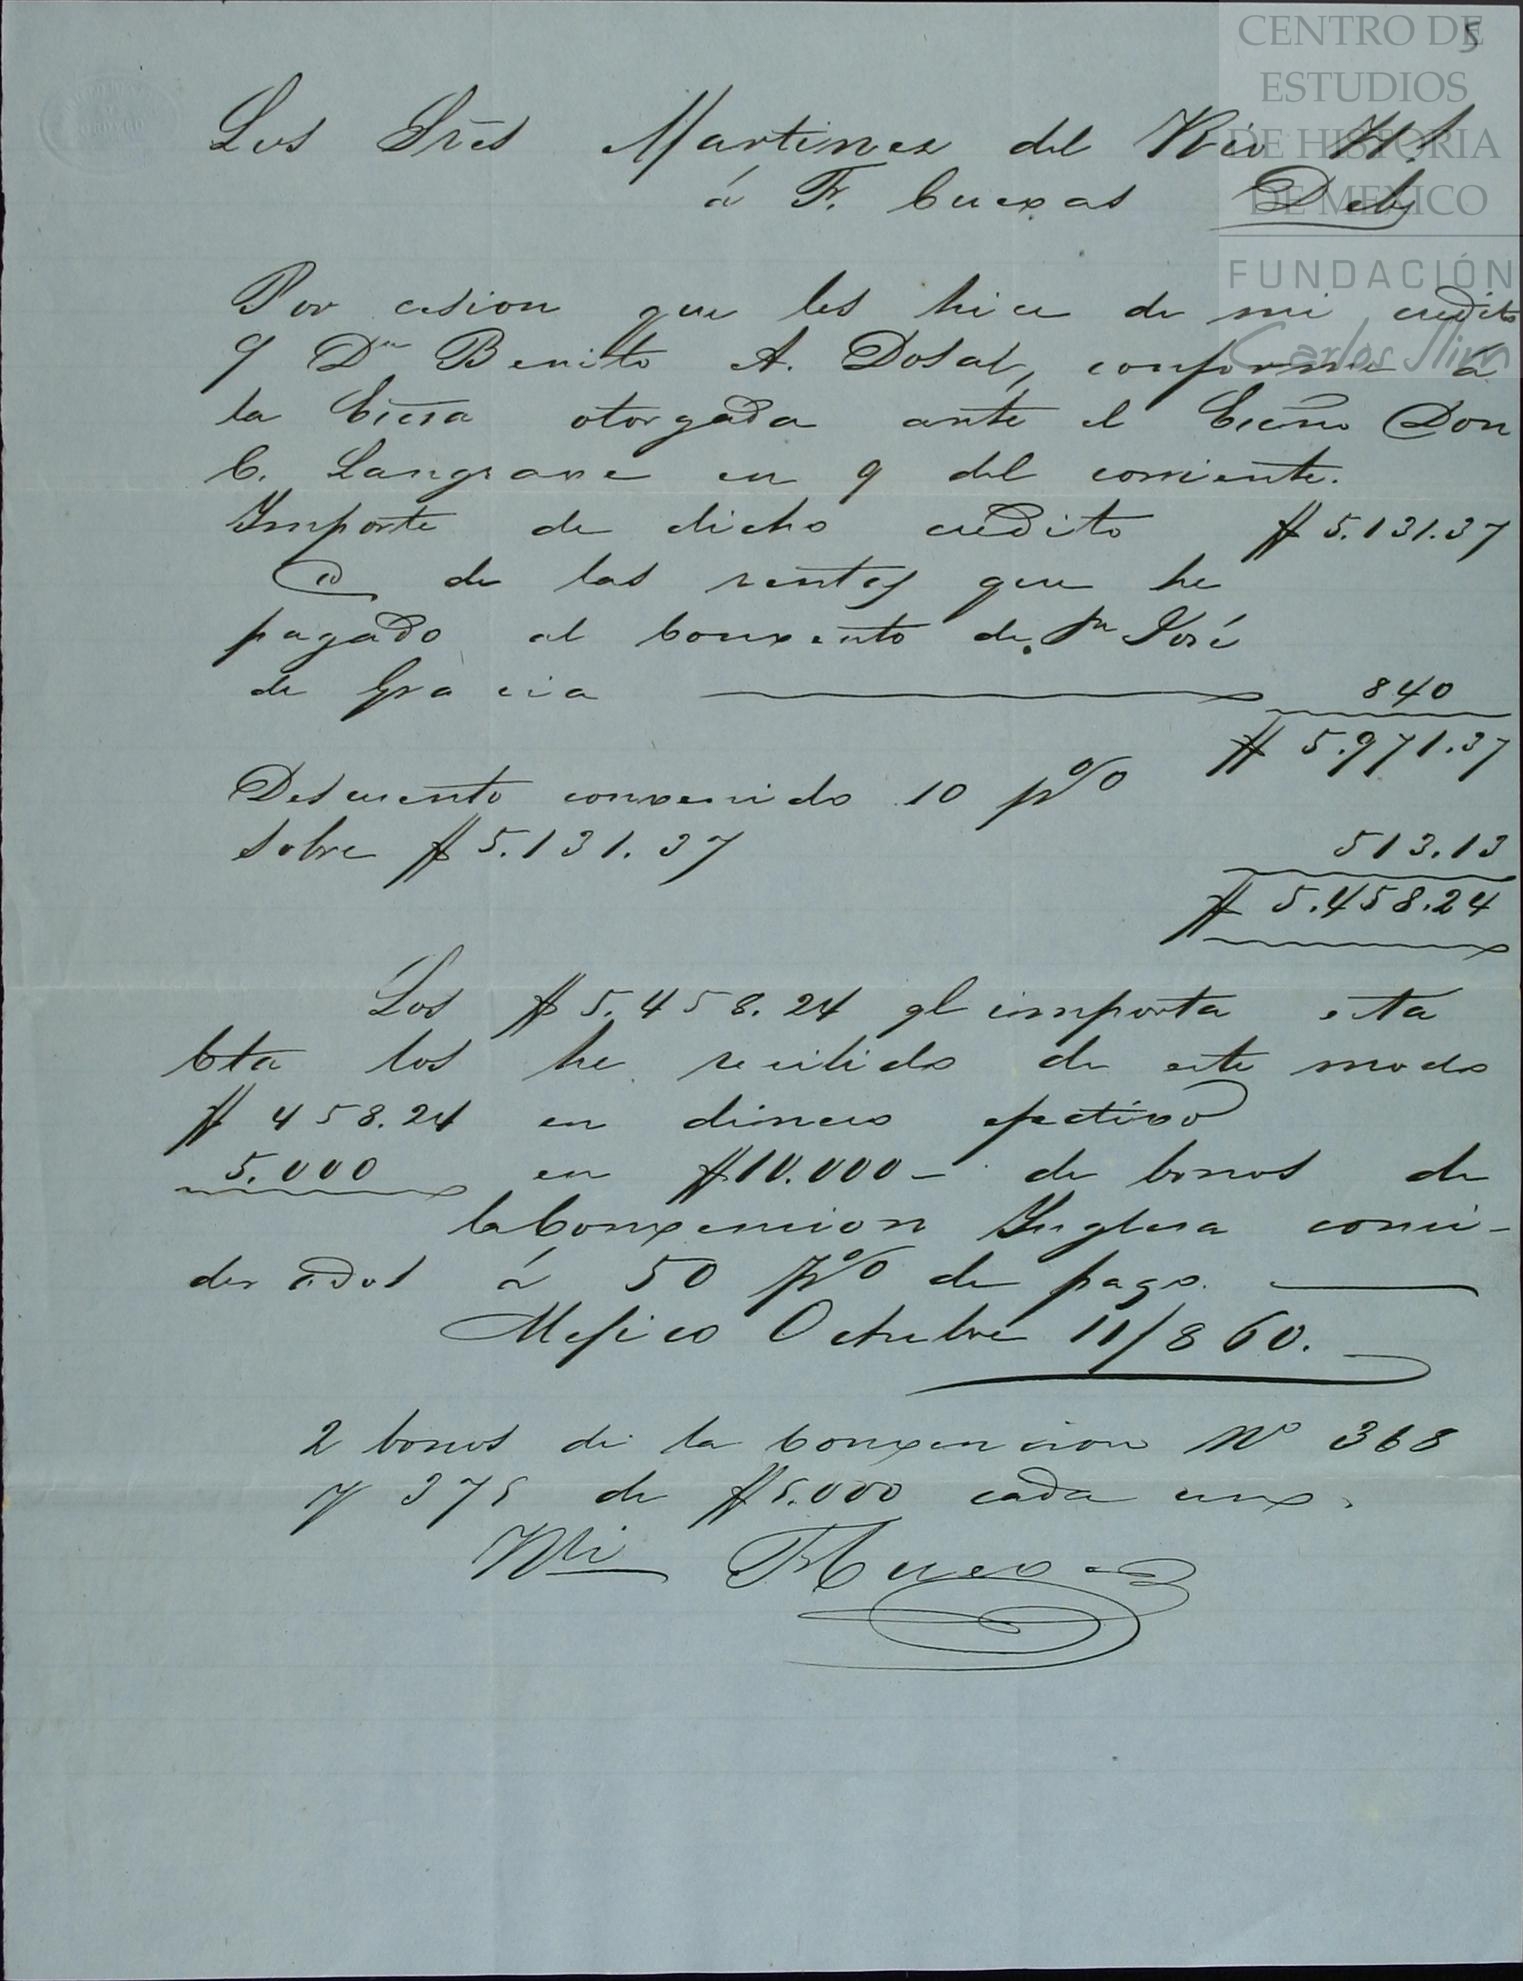 5
CENTRO DE
ESTUDIOS
DE HISTORIA
DE MEXICO
FUNDACIÓN
Carlos Slim
Los Sres Martinez del Rio Hs.
á F. Cuevas Deb
Por cesion que les hice de mi credito
Dn Benito A. Dosal, conforme á
la Escra otorgada ante el Escno Don
C. Langrave en 9 del corriente.
Importe de dicho credito $ 5.131.37
de las rentas que he
pagado al Convento de Sn José
de Gracia 840
$ 5.971.37
Descuento convenido 10 p%
sobre $ 5.131.37 513.13
$ 5.458.24
Los $ 5.458.24 ql importa esta
Cta los he recibido de este modo
$ 458.24 en dinero efectivo
5.000 en $10.000 - de bonos de
la Convencion Inglesa consi-
derados á 50 p% de pago.
Mejico Octubre 11/860.
2 bonos de la Convencion No 368
y 375 de $5.000 cada uno.
FCuevas